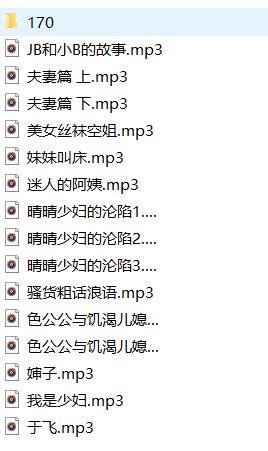 170
JB和小B的故事.mp3
夫妻篇 上.mp3
夫妻篇 下.mp3
美女丝袜空姐.mp3
妹妹叫床.mp3
迷人的阿姨.mp3
晴晴少妇的沦陷1....
晴晴少妇的沦陷2....
晴晴少妇的沦陷3....
骚货粗话浪语.mp3
色公公与饥渴儿媳...
色公公与饥渴儿媳...
婶子.mp3
我是少妇.mp3
于飞.mp3